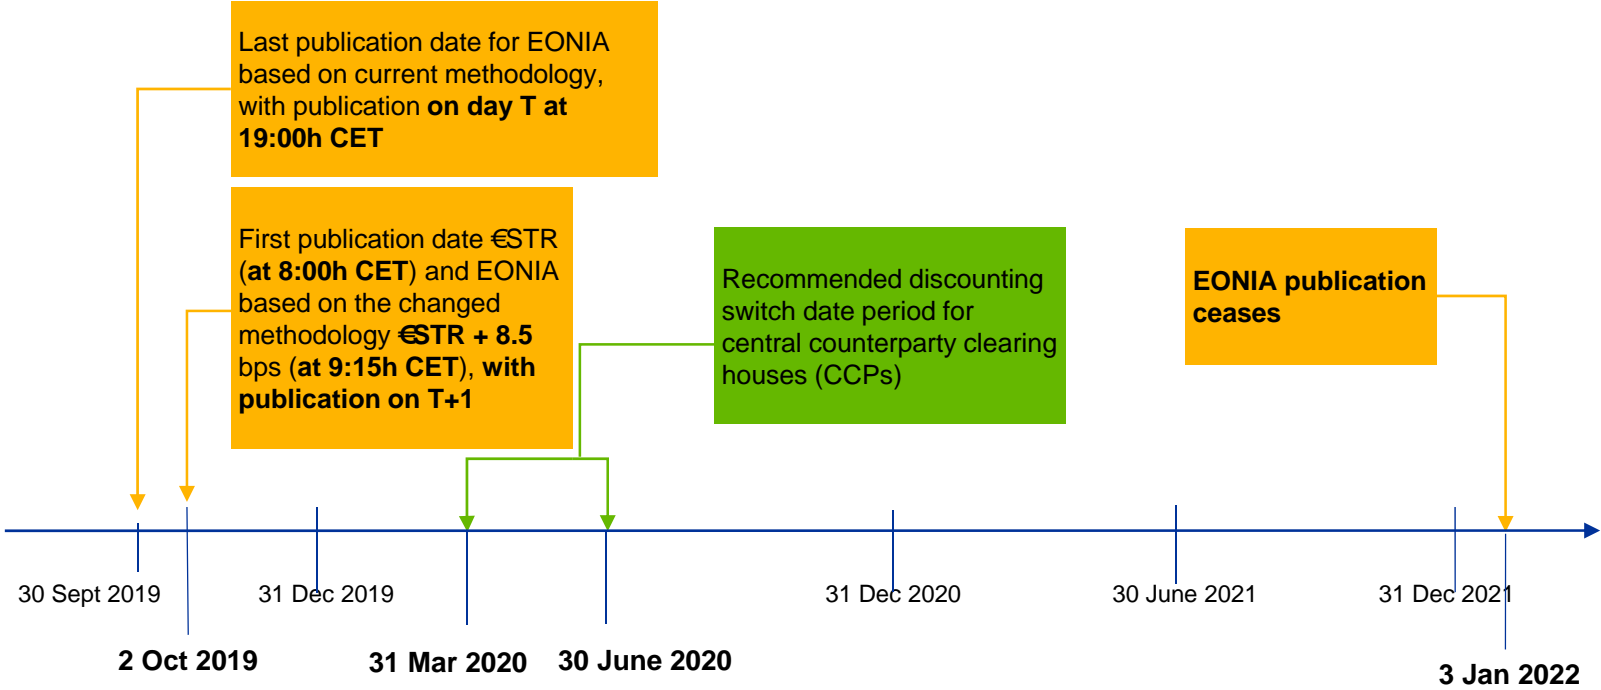 Last publication date for EONIA
based on current methodology,
with publication on day T at
19:00h CET
First publication date €STR
(at 8:00h CET) and EONIA
based on the changed
methodology €STR + 8.5
bps (at 9:15h CET), with
publication on T+1
Recommended discounting
switch date period for
central counterparty clearing
houses (CCPs)
EONIA publication
ceases
30 Sept 2019
31 Dec 2019
31 Dec 2020
30 June 2021
31 Dec 2021
2 Oct 2019
31 Mar 2020
30 June 2020
3 Jan 2022